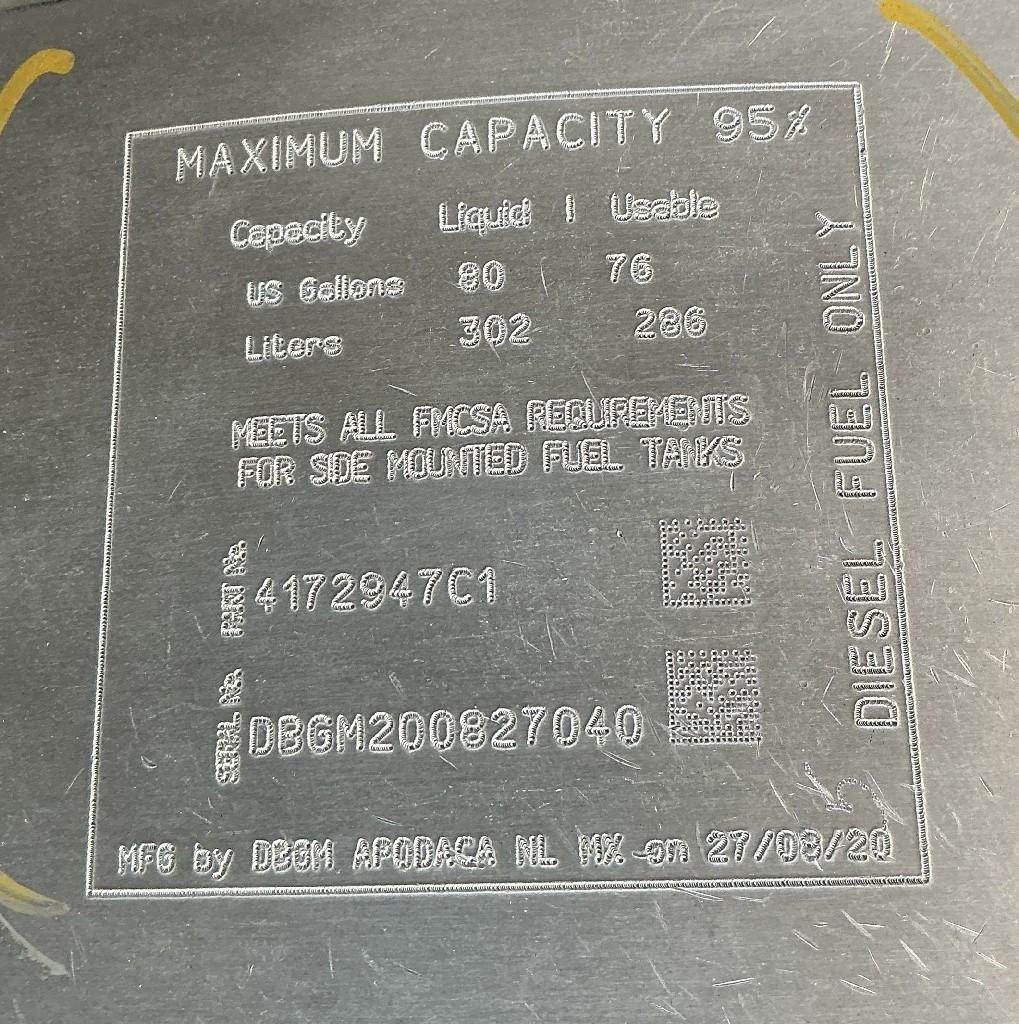 MAXIMUM CAPACITY 95%
Capacity Liquid | Usable
US Gallons 80 76
Liters 302 286
MEETS ALL FMCSA REQUIREMENTS
FOR SIDE MOUNTED FUEL TANKS
PART No 4172947C1
SERIAL No DBGM200827040
MFG by DBGM APODACA NL MX on 27/08/20
DIESEL FUEL ONLY
5